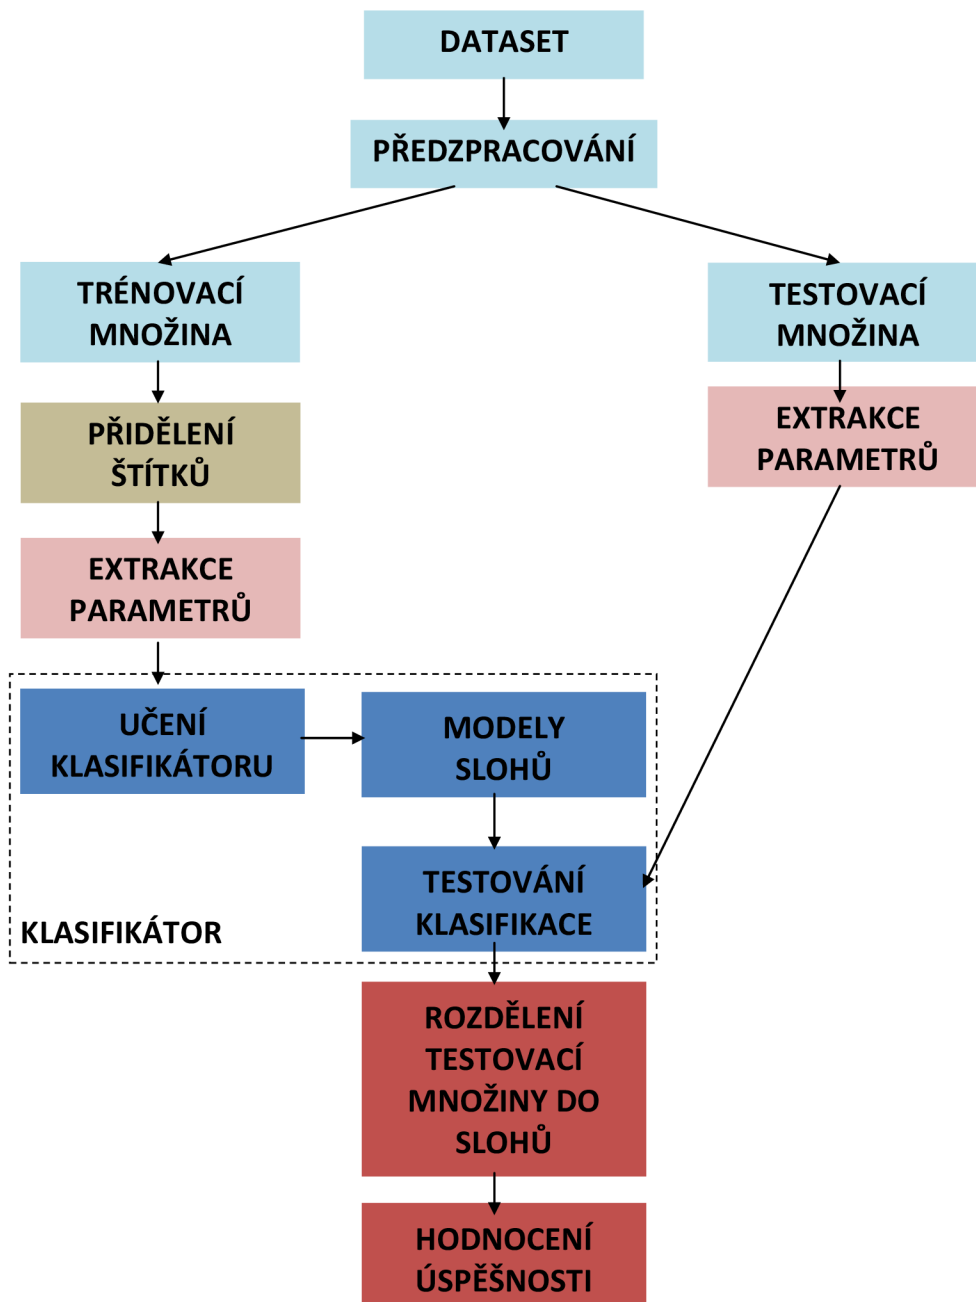 DATASET
PŘEDZPRACOVÁNÍ
TRÉNOVACÍ
MNOŽINA
TESTOVACÍ
MNOŽINA
PŘIDĚLENÍ
ŠTÍTKŮ
EXTRAKCE
PARAMETRŮ
EXTRAKCE
PARAMETRŮ
UČENÍ
KLASIFIKÁTORU
MODELY
SLOHŮ
TESTOVÁNÍ
KLASIFIKACE
KLASIFIKÁTOR
ROZDĚLENÍ
TESTOVACÍ
MNOŽINY DO
SLOHŮ
HODNOCENÍ
ÚSPĚŠNOSTI